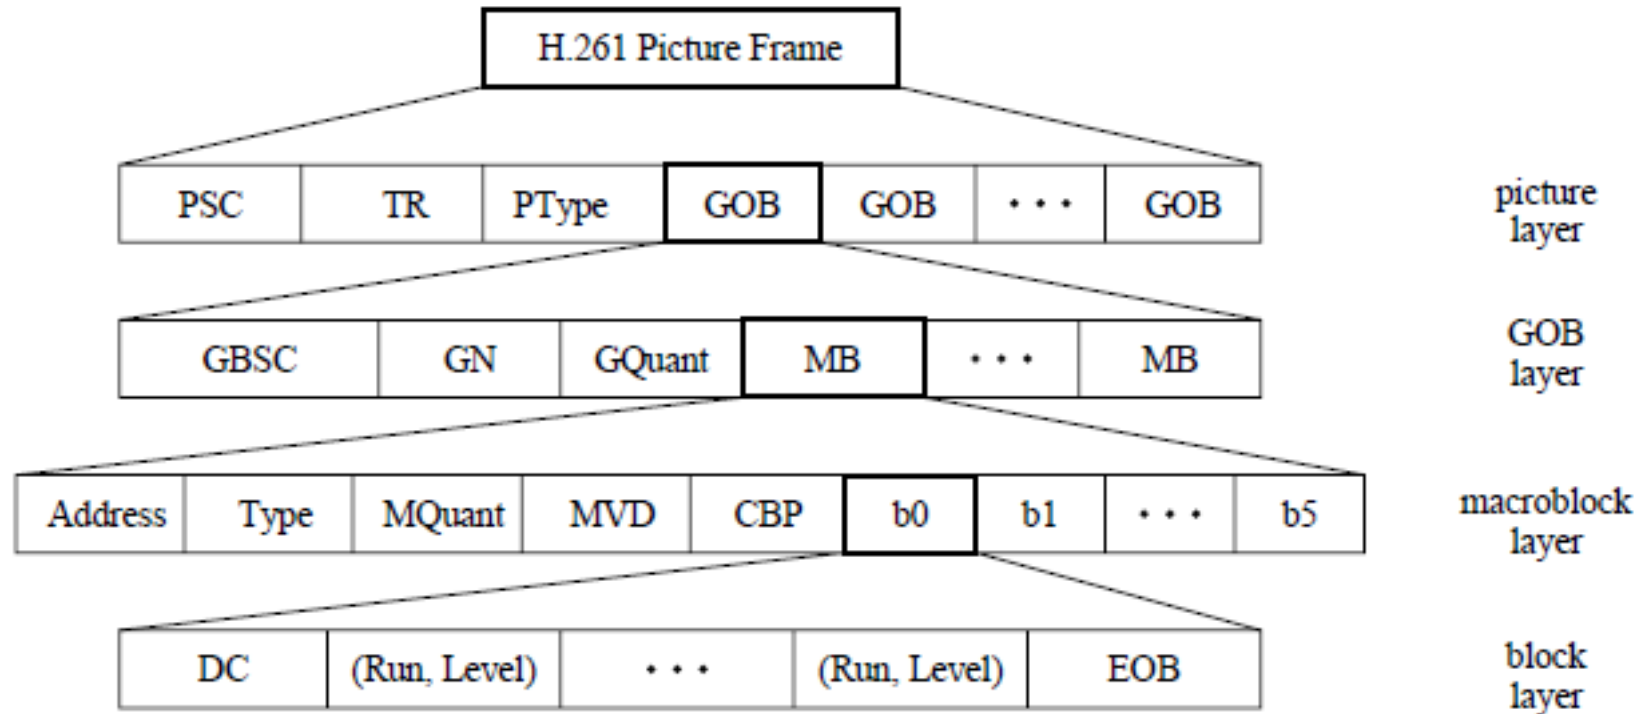 H.261 Picture Frame
PSC TR PType GOB GOB ··· GOB
picture
layer
GBSC GN GQuant MB ··· MB
GOB
layer
Address Type MQuant MVD CBP b0 b1 ··· b5
macroblock
layer
DC (Run, Level) ··· (Run, Level) EOB
block
layer